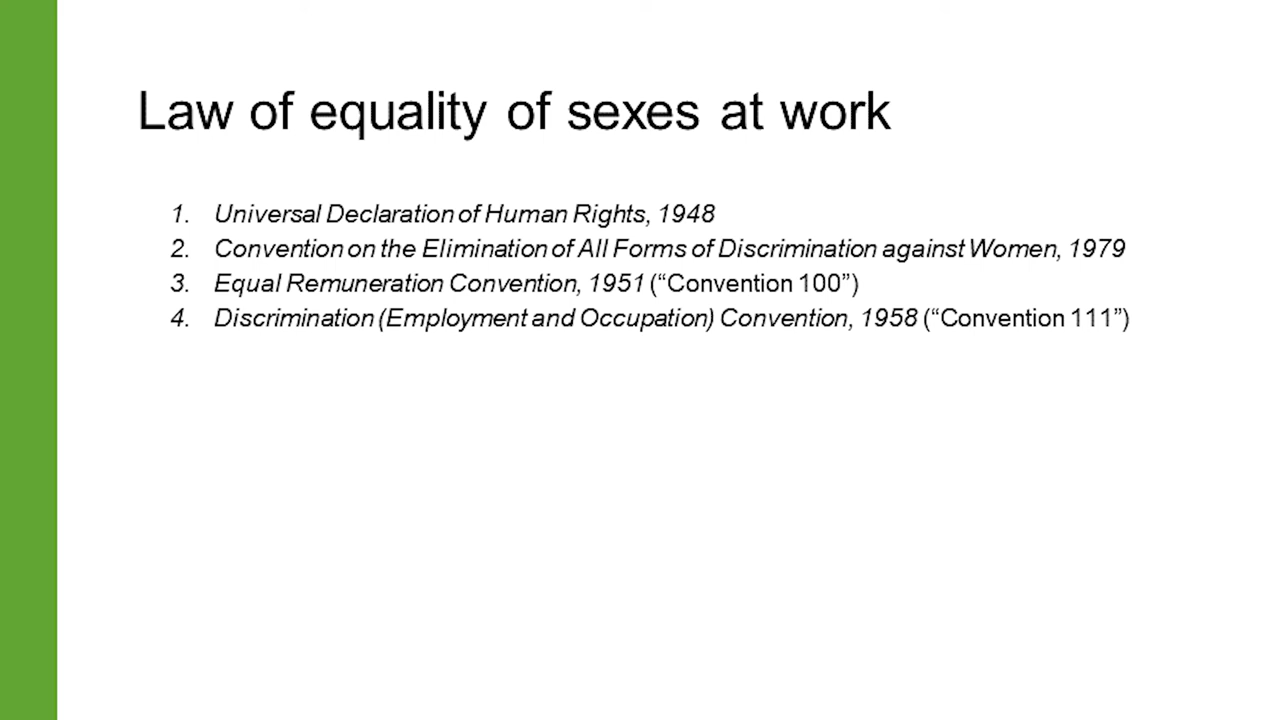 Law of equality of sexes at work
1. Universal Declaration of Human Rights, 1948
2. Convention on the Elimination of All Forms of Discrimination against Women, 1979
3. Equal Remuneration Convention, 1951 (“Convention 100”)
4. Discrimination (Employment and Occupation) Convention, 1958 (“Convention 111”)